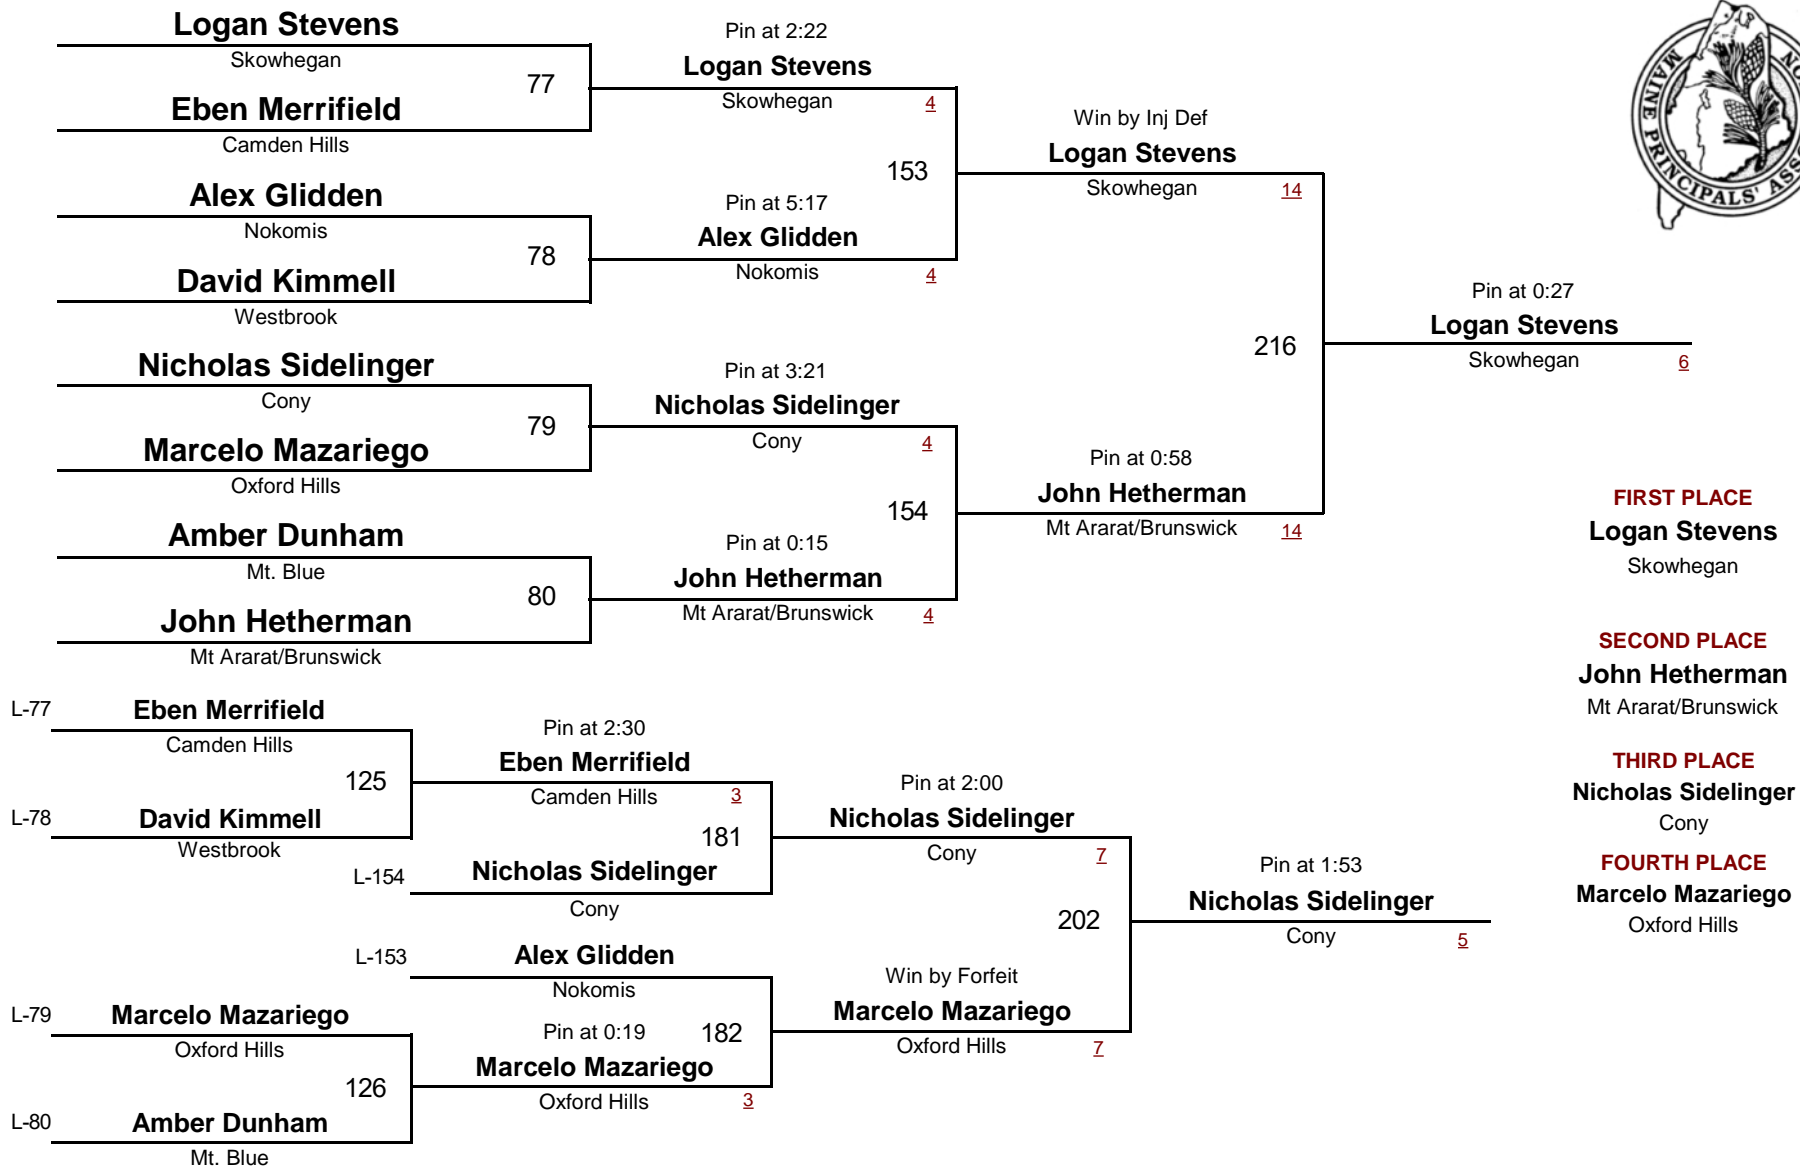 Logan Stevens
Skowhegan
77
Eben Merrifield
Camden Hills
Alex Glidden
Nokomis
78
David Kimmell
Westbrook
Nicholas Sidelinger
Cony
79
Marcelo Mazariego
Oxford Hills
Amber Dunham
Mt. Blue
80
John Hetherman
Mt Ararat/Brunswick
Pin at 2:22
Logan Stevens
Skowhegan 4
153
Pin at 5:17
Alex Glidden
Nokomis 4
Pin at 3:21
Nicholas Sidelinger
Cony 4
154
Pin at 0:15
John Hetherman
Mt Ararat/Brunswick 4
Win by Inj Def
Logan Stevens
Skowhegan 14
216
Pin at 0:58
John Hetherman
Mt Ararat/Brunswick 14
Pin at 0:27
Logan Stevens
Skowhegan 6
MAINE PRINCIPALS' ASS
ON
FIRST PLACE
Logan Stevens
Skowhegan
SECOND PLACE
John Hetherman
Mt Ararat/Brunswick
THIRD PLACE
Nicholas Sidelinger
Cony
FOURTH PLACE
Marcelo Mazariego
Oxford Hills
L-77 Eben Merrifield
Camden Hills
125
L-78 David Kimmell
Westbrook
Pin at 2:30
Eben Merrifield
Camden Hills 3
181
L-154 Nicholas Sidelinger
Cony
L-153 Alex Glidden
Nokomis
L-79 Marcelo Mazariego
Oxford Hills
126
L-80 Amber Dunham
Mt. Blue
Pin at 0:19 182
Marcelo Mazariego
Oxford Hills 3
Pin at 2:00
Nicholas Sidelinger
Cony 7
202
Win by Forfeit
Marcelo Mazariego
Oxford Hills 7
Pin at 1:53
Nicholas Sidelinger
Cony 5